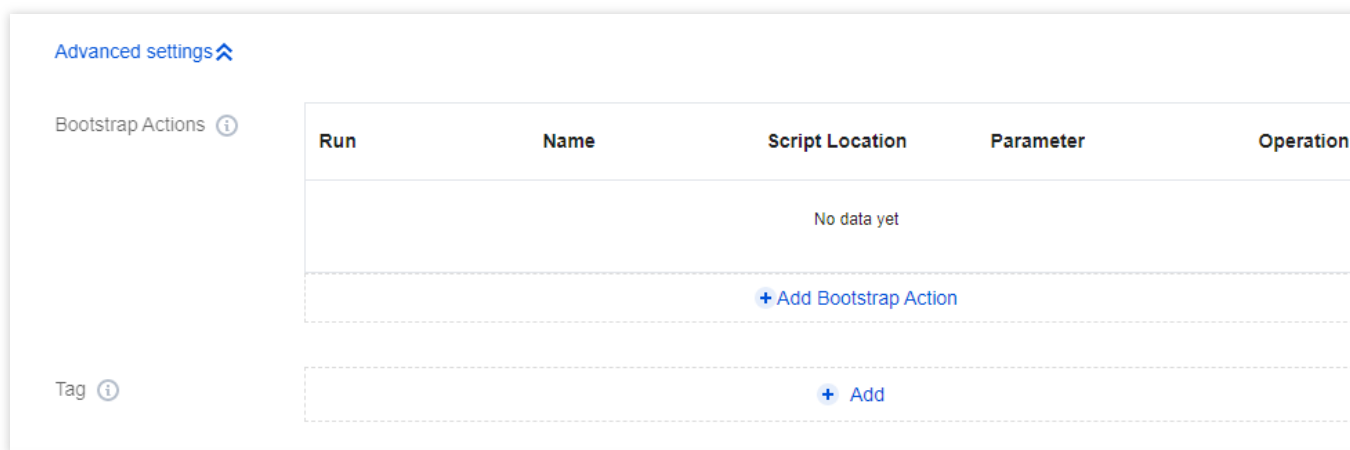 Advanced settings
Bootstrap Actions
Run Name Script Location Parameter Operation
No data yet
+ Add Bootstrap Action
Tag
+ Add